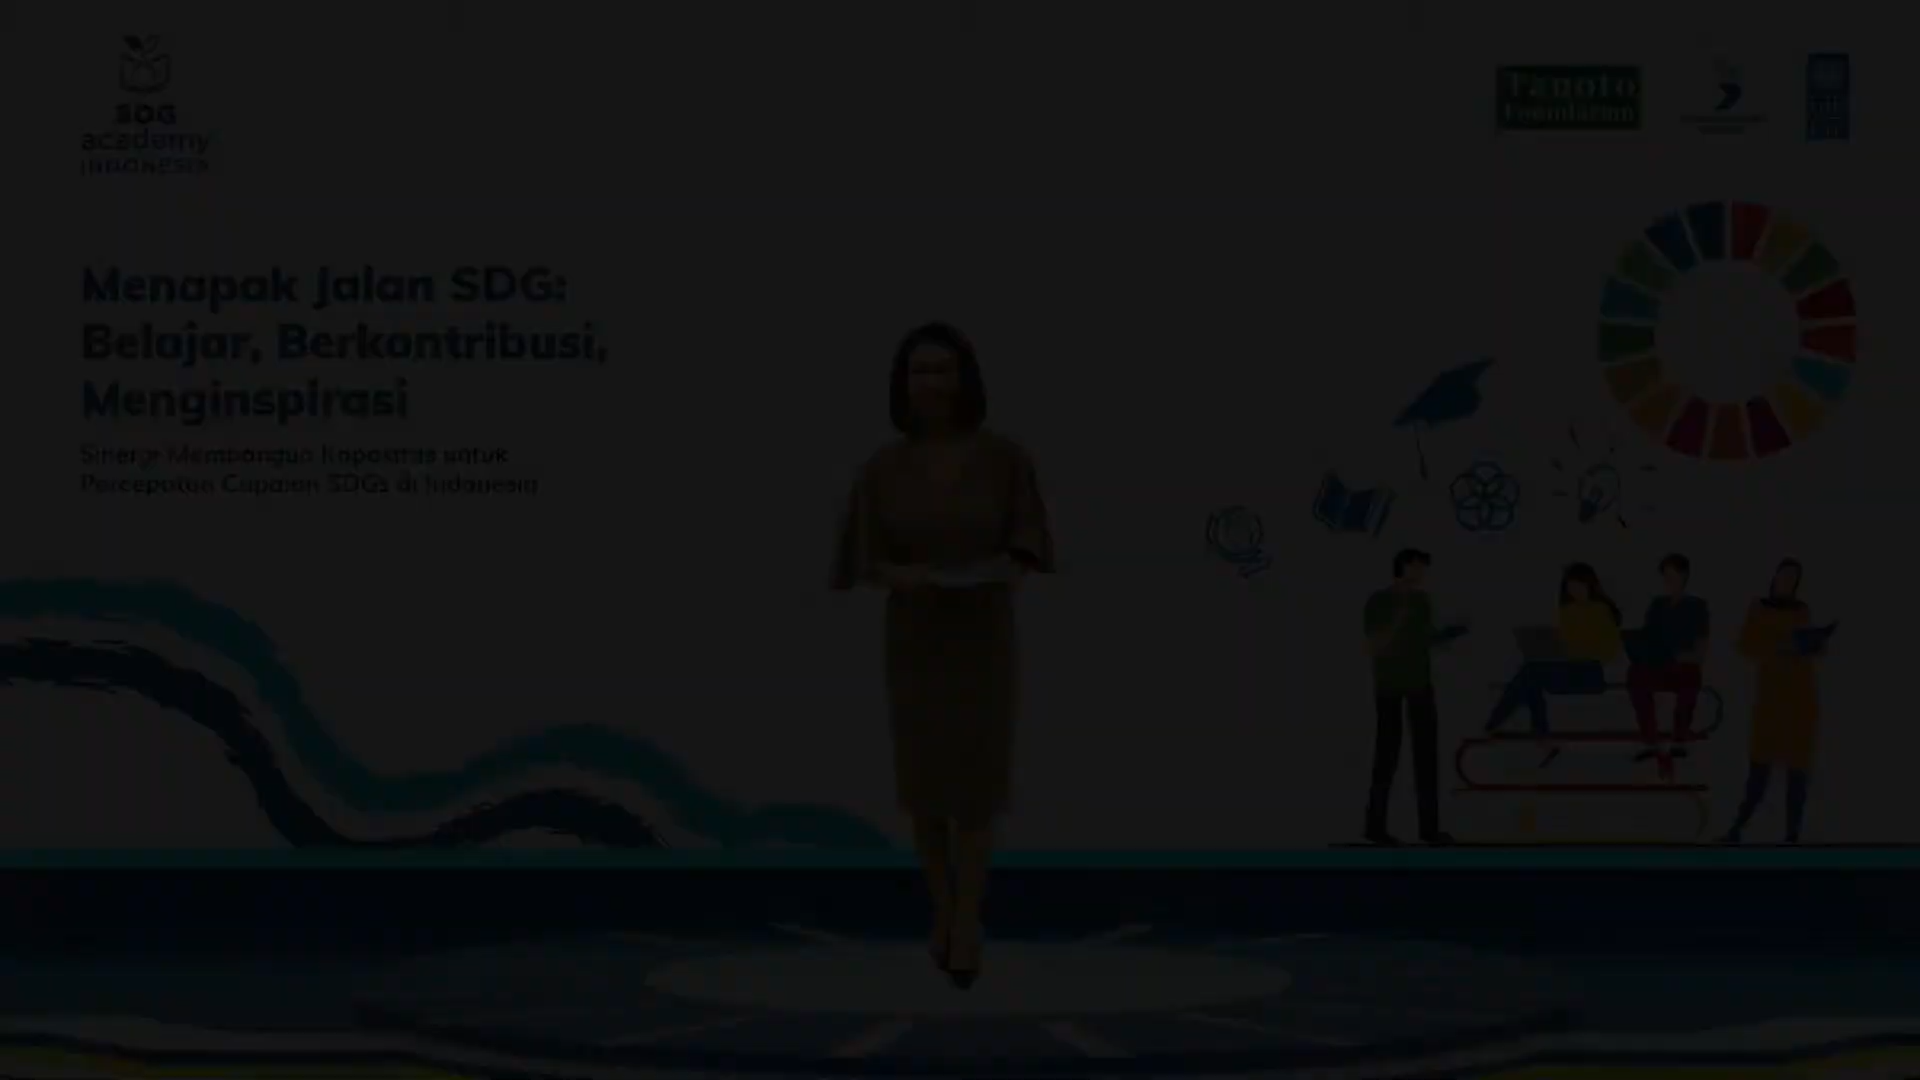 SDG
academy
INDONESIA
Tanoto
Foundation
Menapak Jalan SDG:
Belajar, Berkontribusi,
Menginspirasi
Sinergi Membangun Kapasitas untuk
Percepatan Capaian SDGs di Indonesia